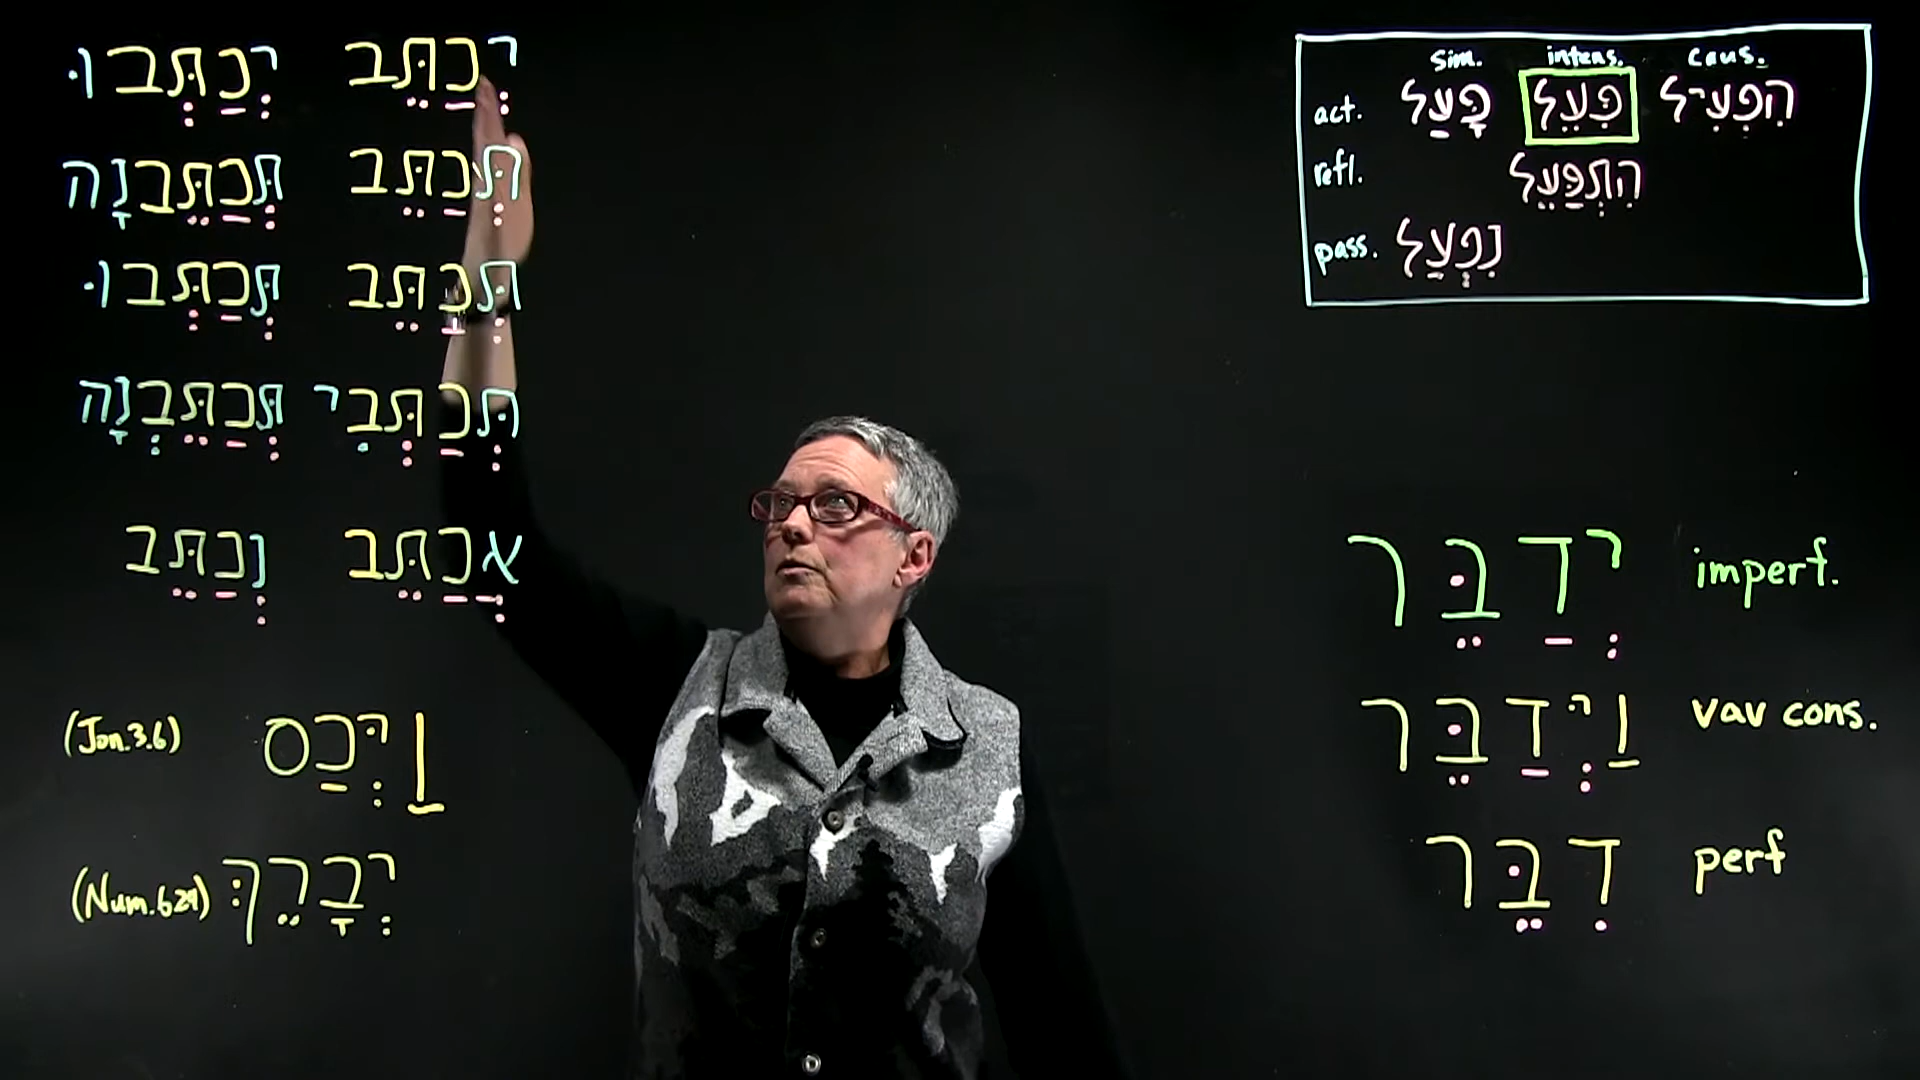 יְכַתֵּב יְכַתְּבוּ
תְּכַתֵּב תְּכַתֵּבנָה
תְּכַתֵּב תְּכַתְּבוּ
תְּכַתְּבִי תְּכַתֵּבְנָה
אֲכַתֵּב נְכַתֵּב
וַיְּכַס (Jon. 3.6)
יְבָרֵךְ (Num. 6 24)
sim. intens. caus.
act. פָּעַל פִּעֵל הִפְעִיל
refl. הִתְפַּעֵל
pass. נִפְעַל
יְדַבֵּר imperf.
וַיְּדַבֵּר vav cons.
דִבֵּר perf